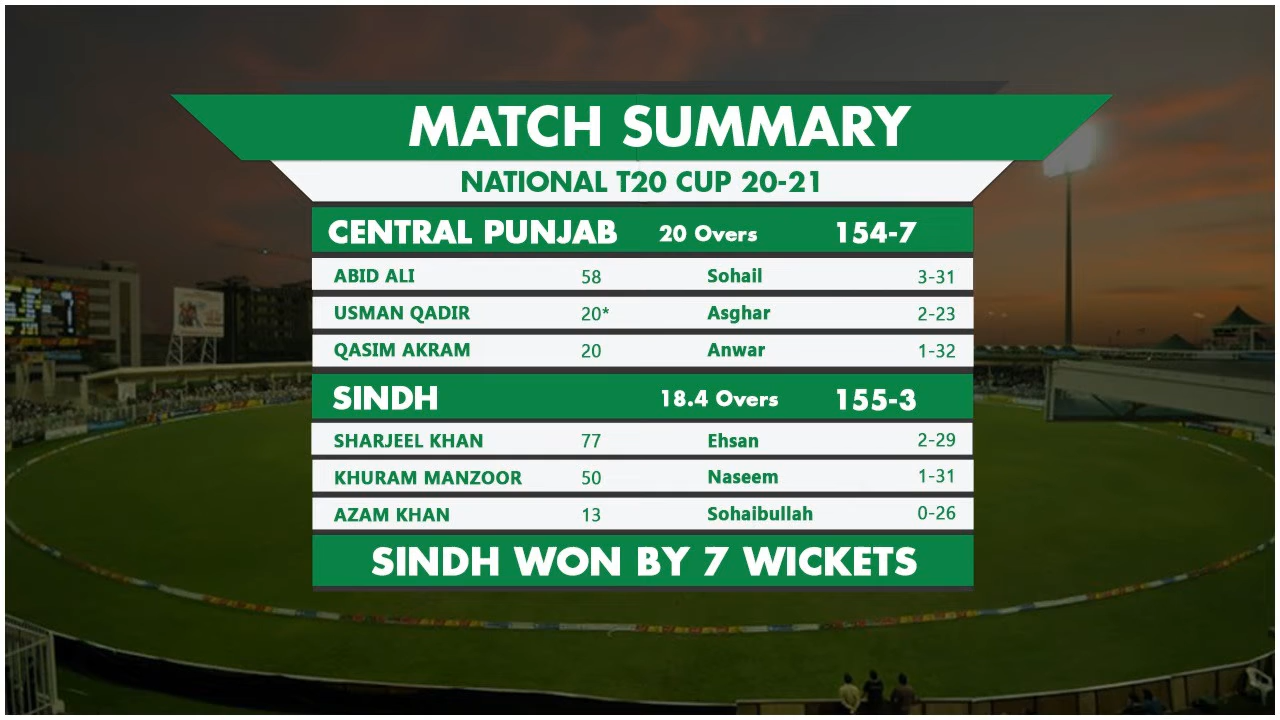 MATCH SUMMARY
NATIONAL T20 CUP 20-21
CENTRAL PUNJAB 20 Overs 154-7
ABID ALI 58 Sohail 3-31
USMAN QADIR 20* Asghar 2-23
QASIM AKRAM 20 Anwar 1-32
SINDH 18.4 Overs 155-3
SHARJEEL KHAN 77 Ehsan 2-29
KHURAM MANZOOR 50 Naseem 1-31
AZAM KHAN 13 Sohaibullah 0-26
SINDH WON BY 7 WICKETS